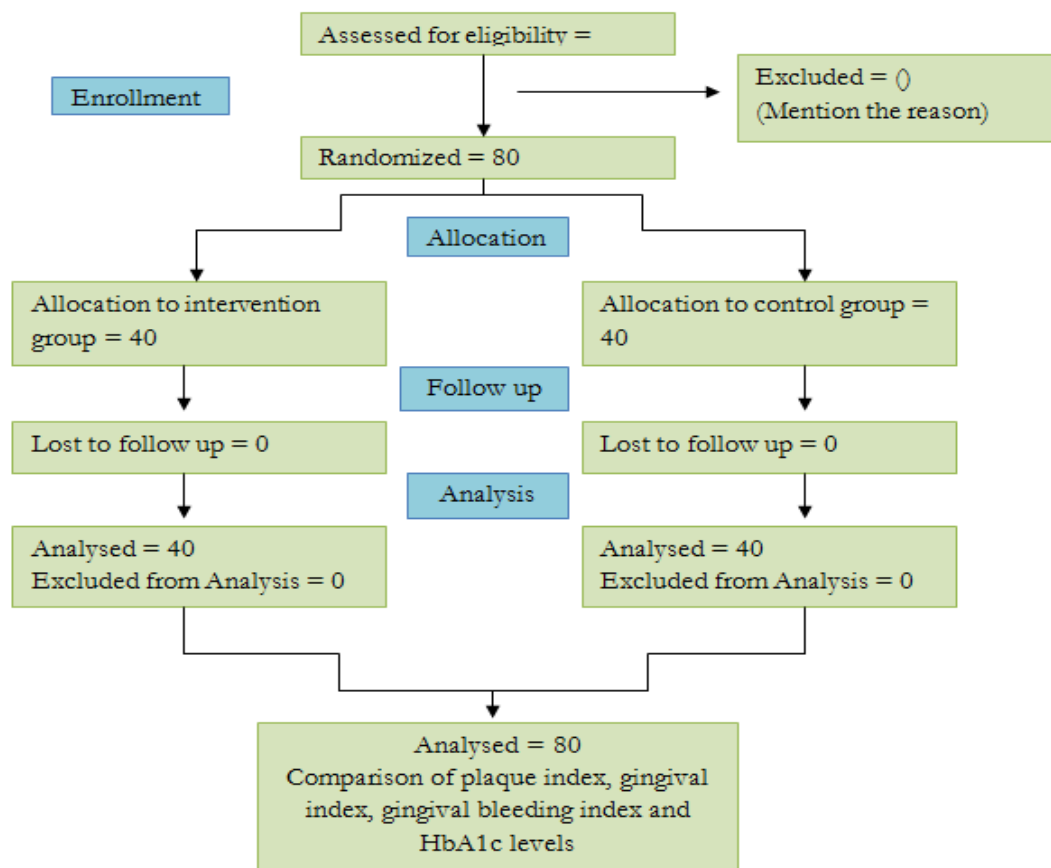 Assessed for eligibility =
Enrollment
Excluded = ()
(Mention the reason)
Randomized = 80
Allocation
Allocation to intervention
group = 40
Allocation to control group =
40
Follow up
Lost to follow up = 0
Lost to follow up = 0
Analysis
Analysed = 40
Excluded from Analysis = 0
Analysed = 40
Excluded from Analysis = 0
Analysed = 80
Comparison of plaque index, gingival
index, gingival bleeding index and
HbA1c levels